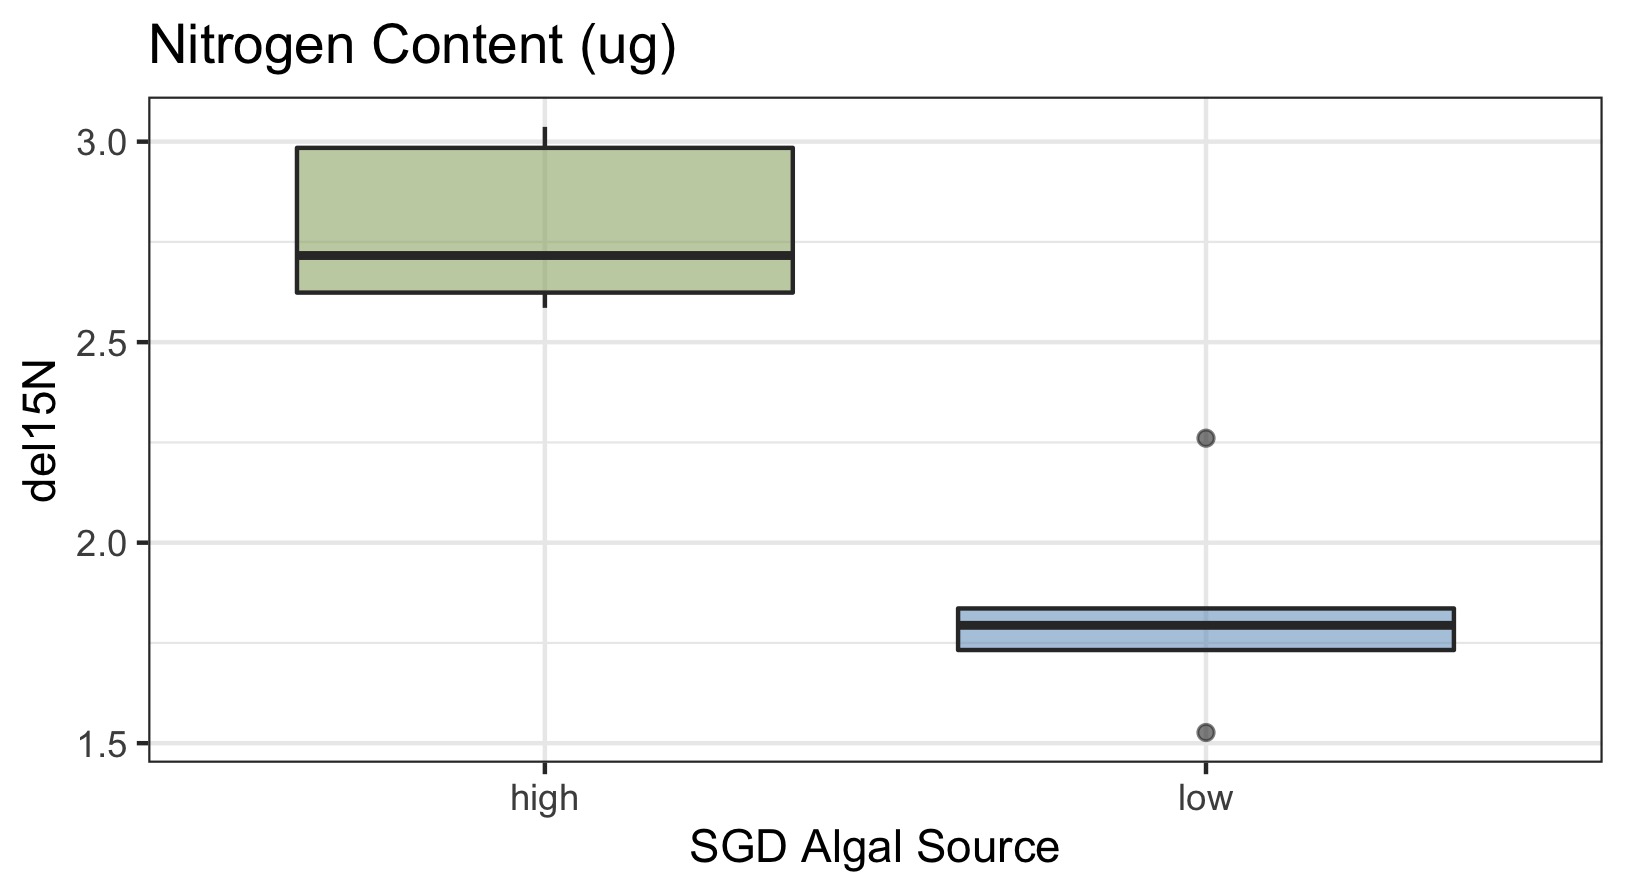 Nitrogen Content (ug)
del15N
3.0
2.5
2.0
1.5
high
low
SGD Algal Source